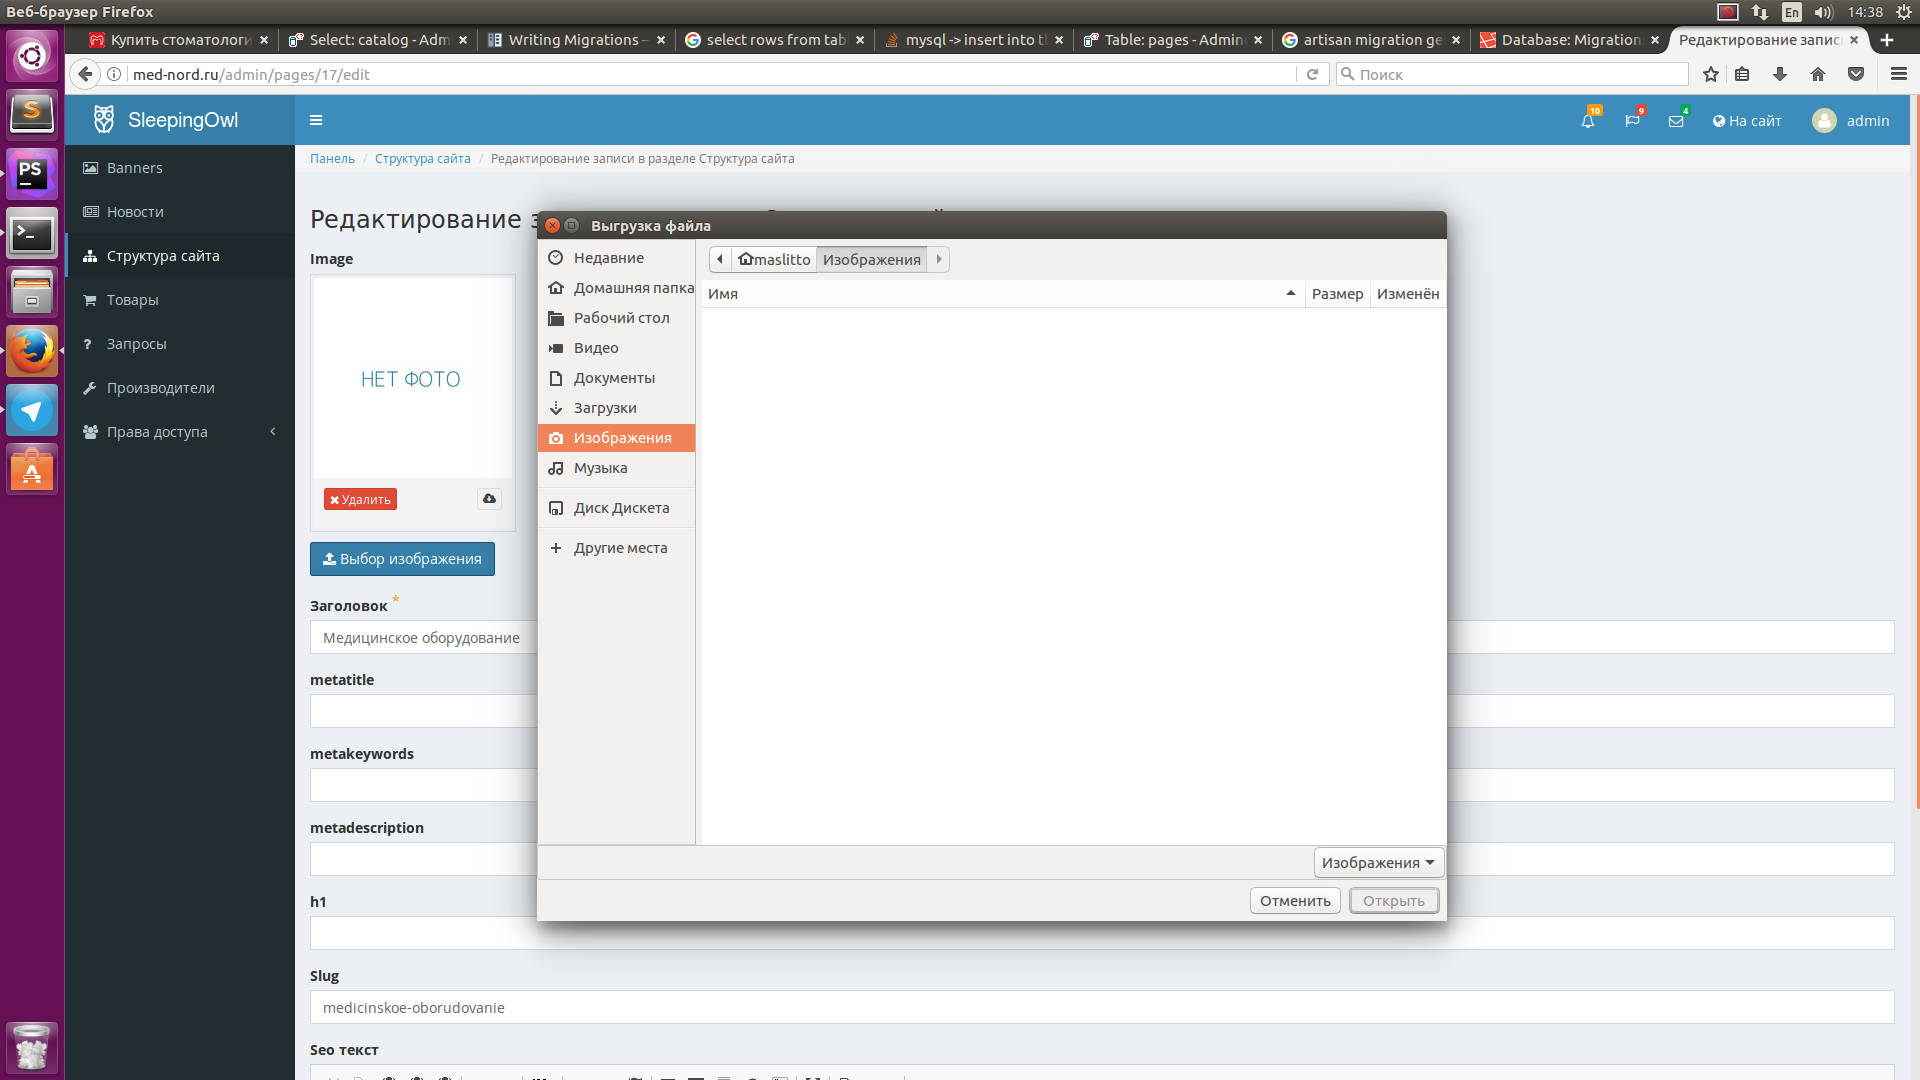 Веб-браузер Firefox
En
14:38
Купить стоматологи
Select: catalog - Adm
Writing Migrations -
select rows from tab
mysql -> insert into t
Table: pages - Admin
artisan migration ge
Database: Migration
Редактирование запис
med-nord.ru/admin/pages/17/edit
Поиск
SleepingOwl
10
9
4
На сайт
admin
Banners
Новости
Структура сайта
Товары
Запросы
Производители
Права доступа
Панель / Структура сайта / Редактирование записи в разделе Структура сайта
Редактирование з
Image
НЕТ ФОТО
Удалить
Выбор изображения
Заголовок *
Медицинское оборудование
metatitle
metakeywords
metadescription
h1
Slug
medicinskoe-oborudovanie
Seo текст
Выгрузка файла
Недавние
Домашняя папка
Рабочий стол
Видео
Документы
Загрузки
Изображения
Музыка
Диск Дискета
Другие места
maslitto
Изображения
Имя
Размер
Изменён
Изображения
Отменить
Открыть
PS